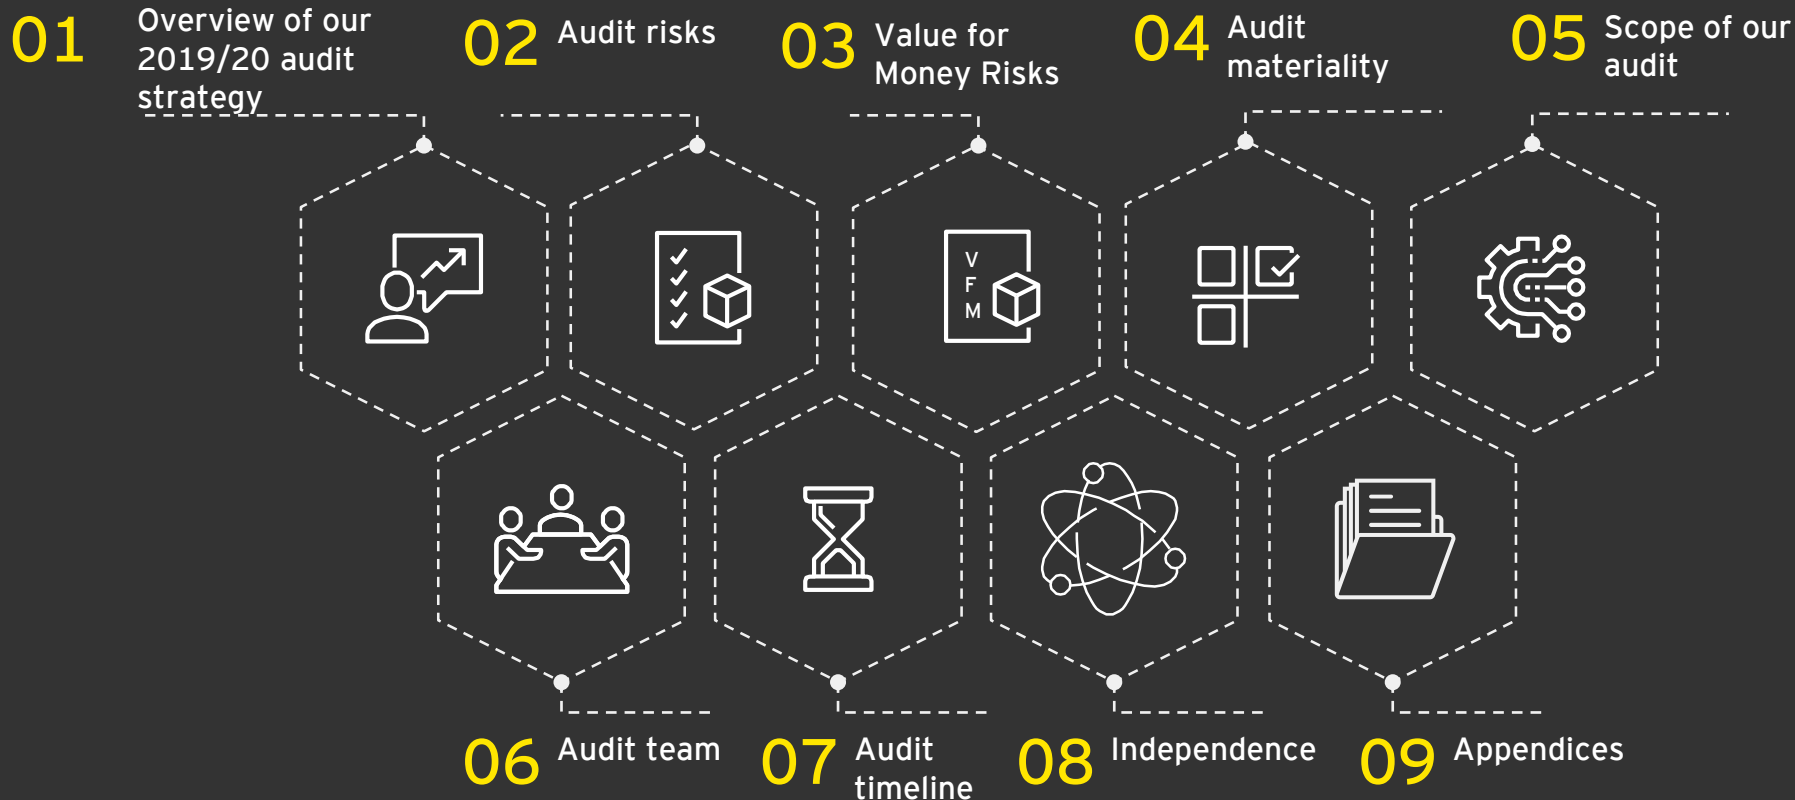 01
Overview of our
2019/20 audit
strategy
02
Audit risks
03
Value for
Money Risks
04
Audit
materiality
05
Scope of our
audit
V
F
M
06
Audit team
07
Audit
timeline
08
Independence
09
Appendices